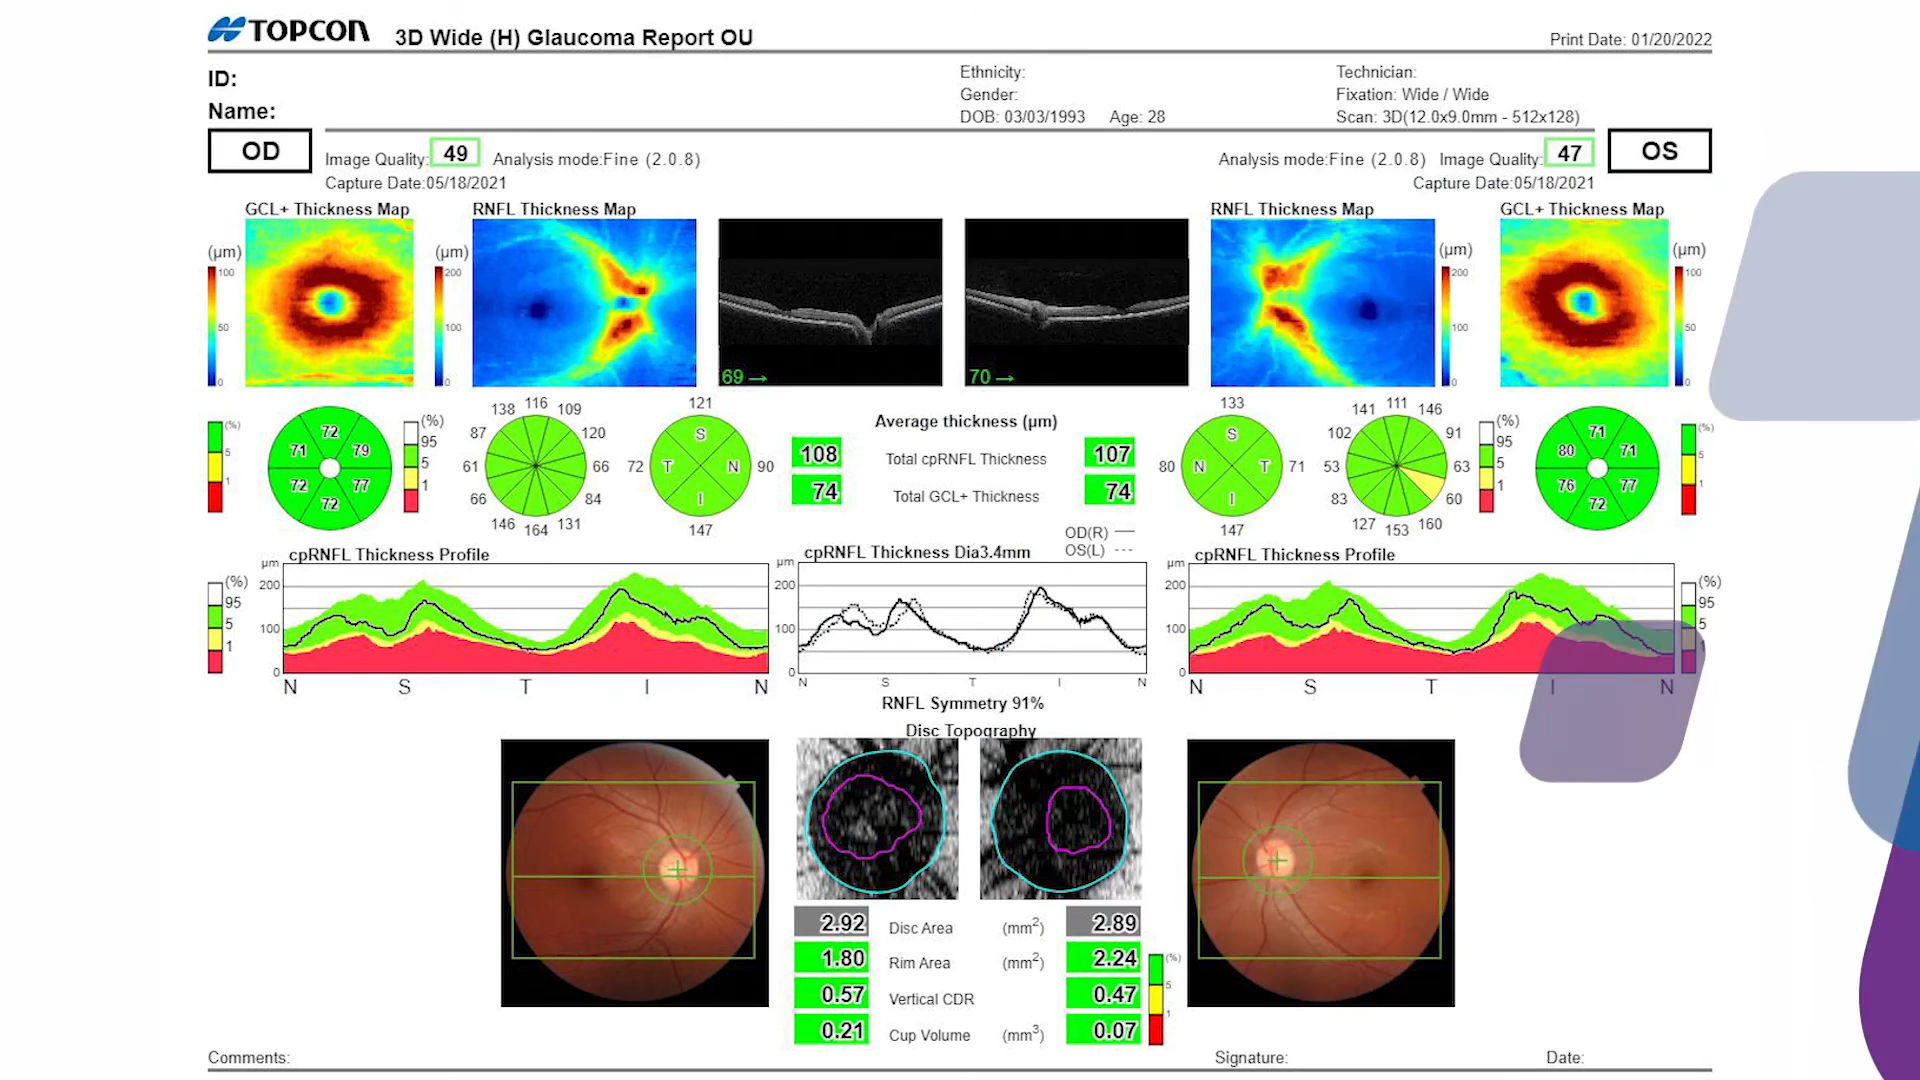 TOPCON 3D Wide (H) Glaucoma Report OU
Print Date: 01/20/2022
ID:
Name:
Ethnicity:
Gender:
DOB: 03/03/1993 Age: 28
Technician:
Fixation: Wide / Wide
Scan: 3D(12.0x9.0mm - 512x128)
OD
Image Quality: 49 Analysis mode:Fine (2.0.8)
Capture Date:05/18/2021
Analysis mode:Fine (2.0.8) Image Quality: 47
OS
Capture Date:05/18/2021
GCL+ Thickness Map
RNFL Thickness Map
RNFL Thickness Map
GCL+ Thickness Map
(µm)
100
50
0
(µm)
200
100
0
69 →
70 →
(µm)
200
100
0
(µm)
100
50
0
(%)
5
1
72
71 79
72 77
72
(%)
95
5
1
138 116 109
87 120
61 66
66 84
146 164 131
121
S
72 T N 90
I
147
Average thickness (µm)
108 Total cpRNFL Thickness 107
74 Total GCL+ Thickness 74
133
S
80 N T 71
I
147
141 111 146
102 91
53 63
83 60
127 153 160
(%)
95
5
1
71
80 71
76 77
72
(%)
5
1
OD(R) —
OS(L) ---
cpRNFL Thickness Profile
cpRNFL Thickness Dia3.4mm
cpRNFL Thickness Profile
(%)
95
5
1
µm
200
100
0
N S T I N
µm
200
100
0
N S T I N
µm
200
100
0
N S T I N
(%)
95
5
RNFL Symmetry 91%
Disc Topography
2.92 Disc Area (mm²) 2.89
1.80 Rim Area (mm²) 2.24
0.57 Vertical CDR 0.47
0.21 Cup Volume (mm³) 0.07
(%)
5
1
Comments:
Signature:
Date: